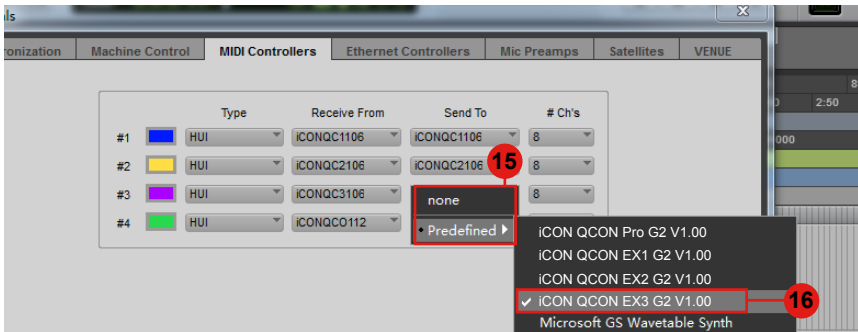 als
ronization Machine Control MIDI Controllers Ethernet Controllers Mic Preamps Satellites VENUE
Type Receive From Send To # Ch's
#1 HUI iCONQC1106 iCONQC1106 8
#2 HUI iCONQC2106 iCONQC2106 8
#3 HUI iCONQC3106 8
#4 HUI iCONQCO112
15
none
Predefined
iCON QCON Pro G2 V1.00
iCON QCON EX1 G2 V1.00
iCON QCON EX2 G2 V1.00
iCON QCON EX3 G2 V1.00
16
Microsoft GS Wavetable Synth
8
2:50
000